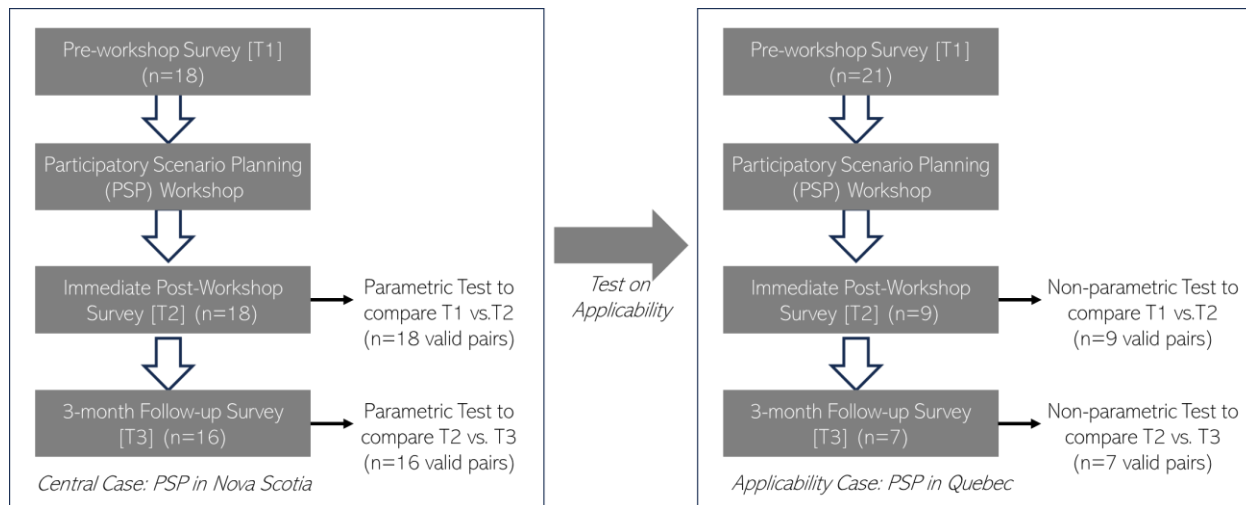 Pre-workshop Survey [T1]
(n=18)
Participatory Scenario Planning
(PSP) Workshop
Immediate Post-Workshop
Survey [T2] (n=18)
Parametric Test to
compare T1 vs.T2
(n=18 valid pairs)
3-month Follow-up Survey
[T3] (n=16)
Parametric Test to
compare T2 vs. T3
(n=16 valid pairs)
Central Case: PSP in Nova Scotia
Test on
Applicability
Pre-workshop Survey [T1]
(n=21)
Participatory Scenario Planning
(PSP) Workshop
Immediate Post-Workshop
Survey [T2] (n=9)
Non-parametric Test to
compare T1 vs.T2
(n=9 valid pairs)
3-month Follow-up Survey
[T3] (n=7)
Non-parametric Test to
compare T2 vs. T3
(n=7 valid pairs)
Applicability Case: PSP in Quebec